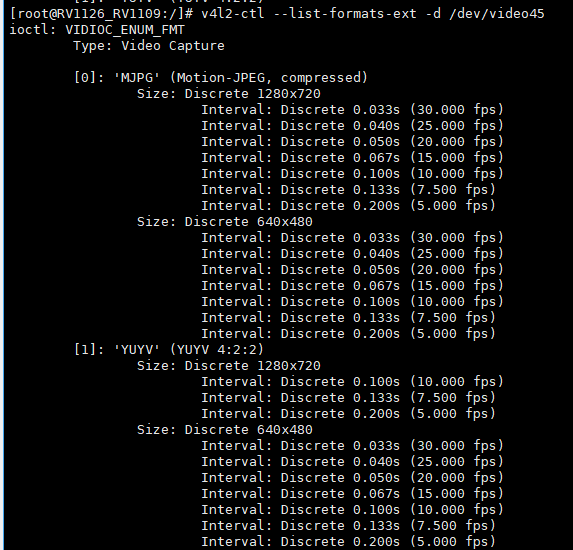 [root@RV1126_RV1109:/]# v4l2-ctl --list-formats-ext -d /dev/video45
ioctl: VIDIOC_ENUM_FMT
Type: Video Capture
[0]: 'MJPG' (Motion-JPEG, compressed)
Size: Discrete 1280x720
Interval: Discrete 0.033s (30.000 fps)
Interval: Discrete 0.040s (25.000 fps)
Interval: Discrete 0.050s (20.000 fps)
Interval: Discrete 0.067s (15.000 fps)
Interval: Discrete 0.100s (10.000 fps)
Interval: Discrete 0.133s (7.500 fps)
Interval: Discrete 0.200s (5.000 fps)
Size: Discrete 640x480
Interval: Discrete 0.033s (30.000 fps)
Interval: Discrete 0.040s (25.000 fps)
Interval: Discrete 0.050s (20.000 fps)
Interval: Discrete 0.067s (15.000 fps)
Interval: Discrete 0.100s (10.000 fps)
Interval: Discrete 0.133s (7.500 fps)
Interval: Discrete 0.200s (5.000 fps)
[1]: 'YUYV' (YUYV 4:2:2)
Size: Discrete 1280x720
Interval: Discrete 0.100s (10.000 fps)
Interval: Discrete 0.133s (7.500 fps)
Interval: Discrete 0.200s (5.000 fps)
Size: Discrete 640x480
Interval: Discrete 0.033s (30.000 fps)
Interval: Discrete 0.040s (25.000 fps)
Interval: Discrete 0.050s (20.000 fps)
Interval: Discrete 0.067s (15.000 fps)
Interval: Discrete 0.100s (10.000 fps)
Interval: Discrete 0.133s (7.500 fps)
Interval: Discrete 0.200s (5.000 fps)